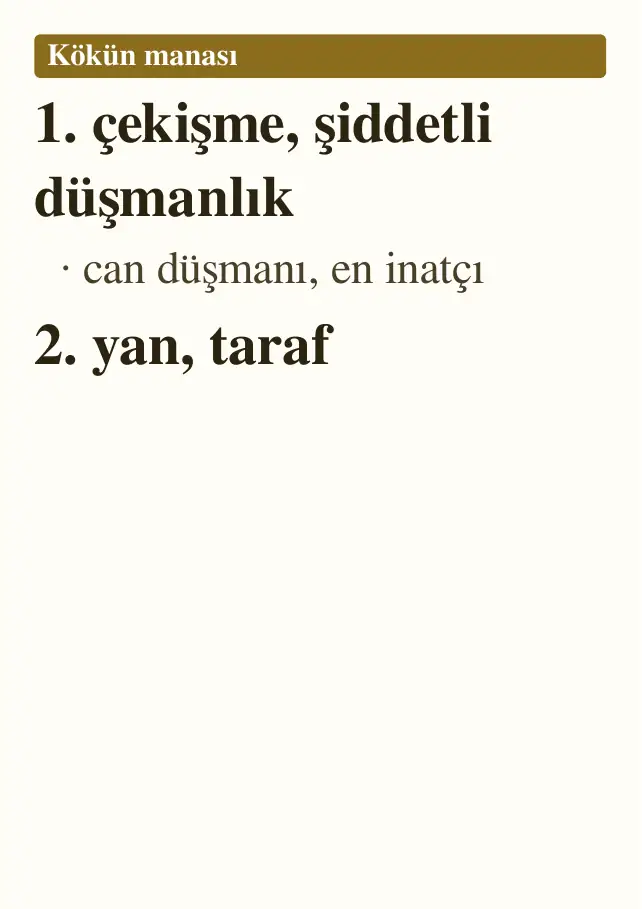 Kökün manası
1. çekişme, şiddetli
düşmanlık
· can düşmanı, en inatçı
2. yan, taraf